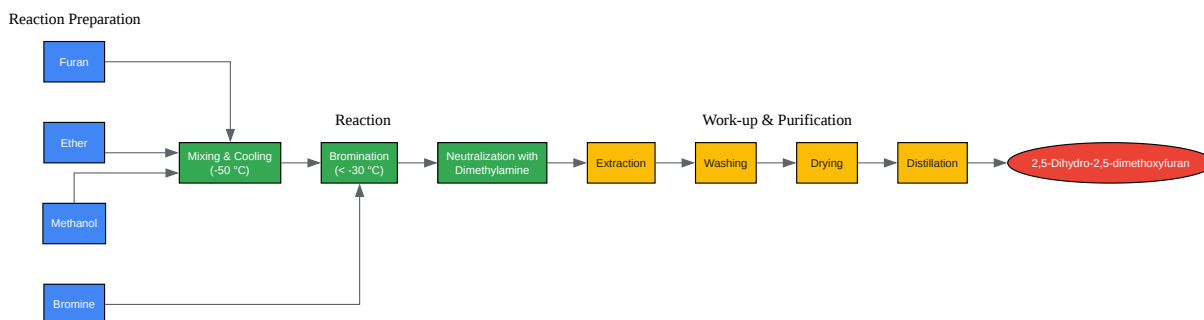 Reaction Preparation
Furan
Ether
Methanol
Bromine
Mixing & Cooling
(-50 °C)
Reaction
Bromination
(< -30 °C)
Neutralization with
Dimethylamine
Work-up & Purification
Extraction
Washing
Drying
Distillation
2,5-Dihydro-2,5-dimethoxyfuran